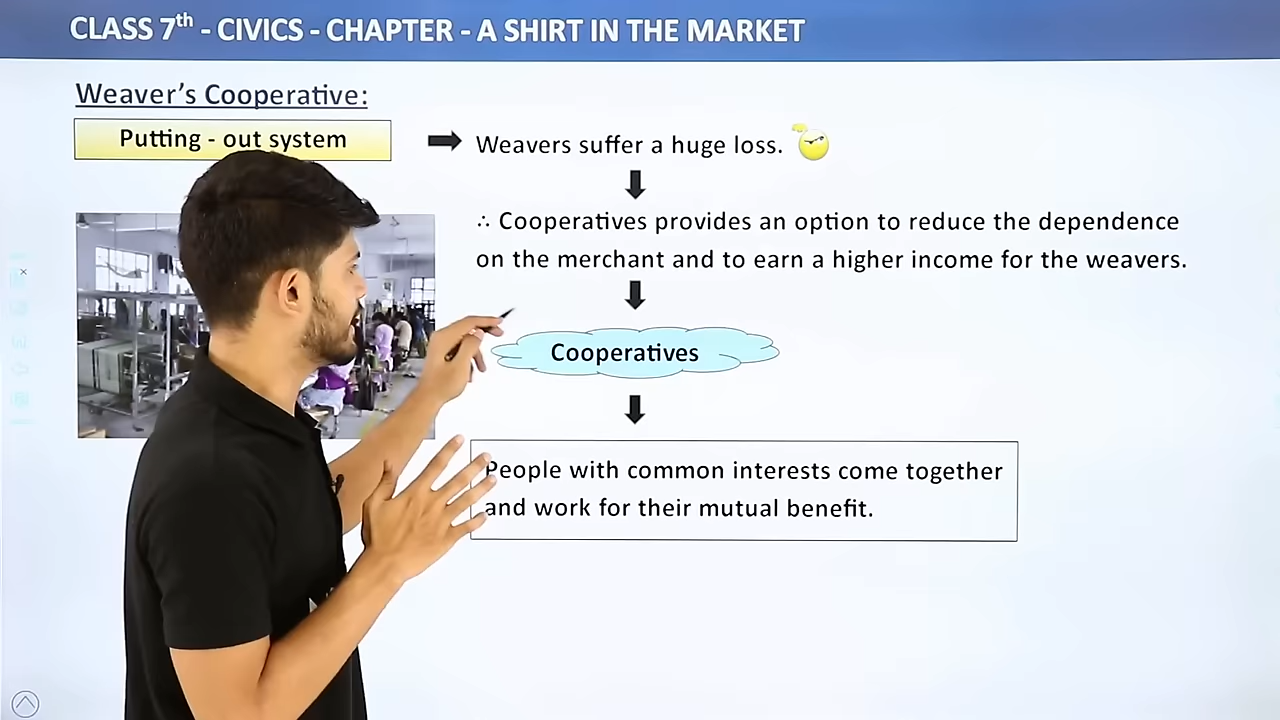 CLASS 7th - CIVICS - CHAPTER - A SHIRT IN THE MARKET
Weaver's Cooperative:
Putting - out system
Weavers suffer a huge loss.
∴ Cooperatives provides an option to reduce the dependence
on the merchant and to earn a higher income for the weavers.
Cooperatives
People with common interests come together
and work for their mutual benefit.